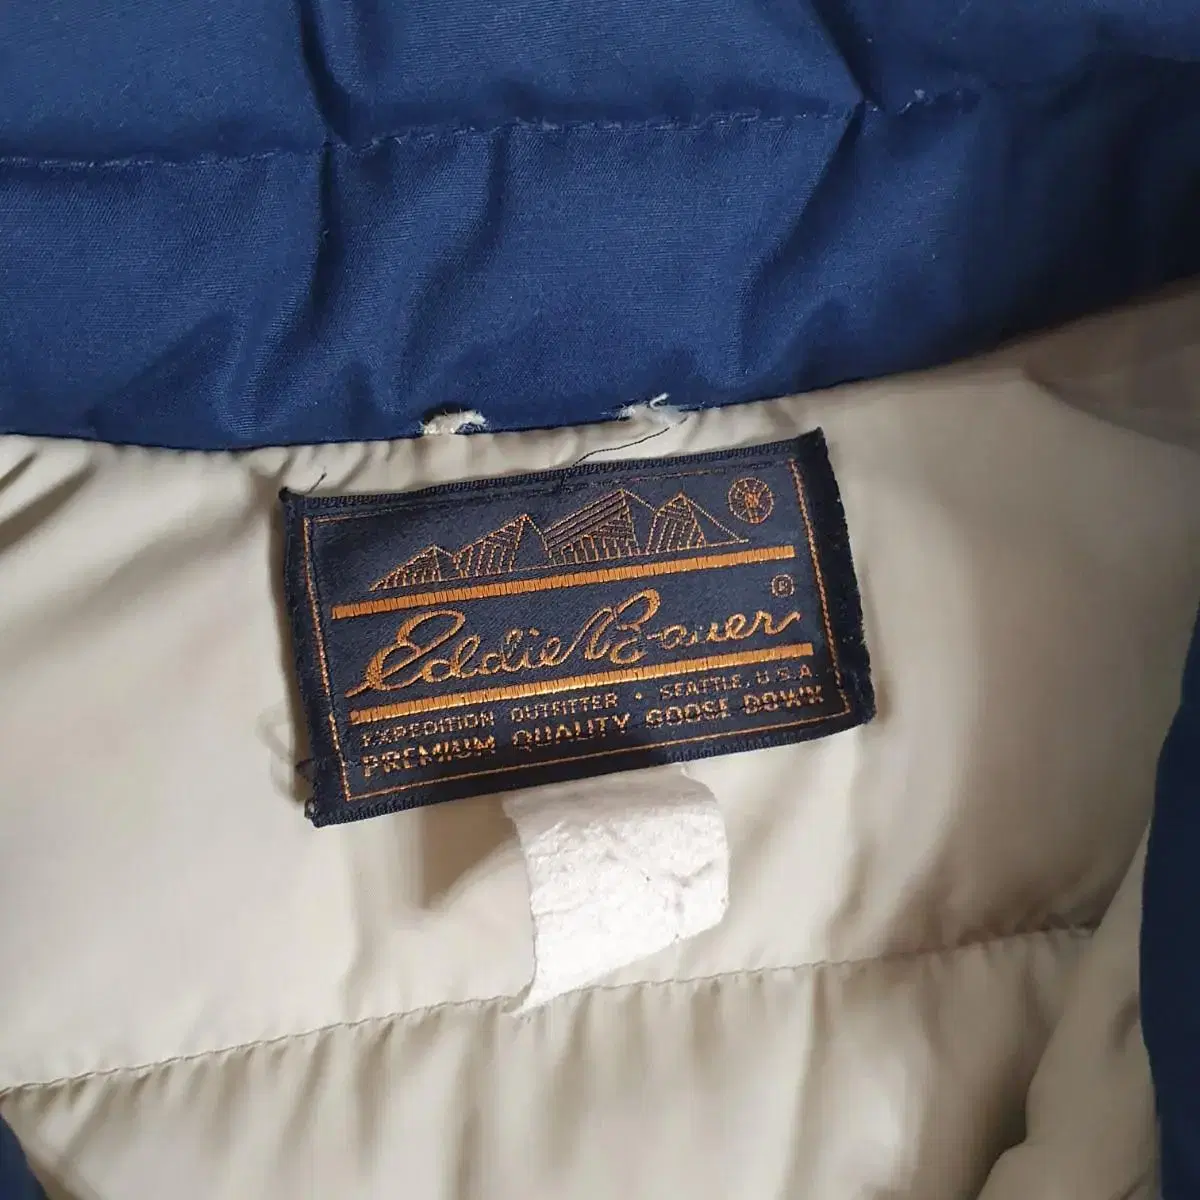 Eddie Bauer ®
EXPEDITION OUTFITTER · SEATTLE, U.S.A.
PREMIUM QUALITY GOOSE DOWN